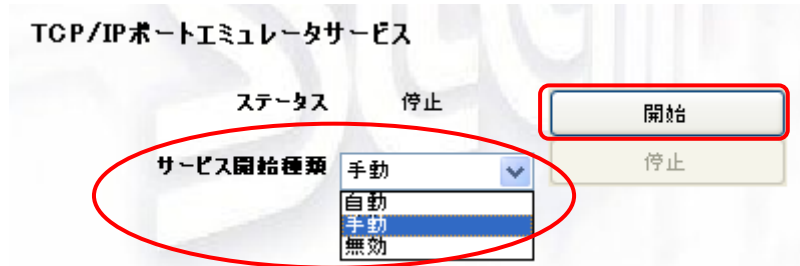 TCP/IPポートエミュレータサービス
ステータス 停止
開始
サービス開始種類 手動
停止
自動
手動
無効